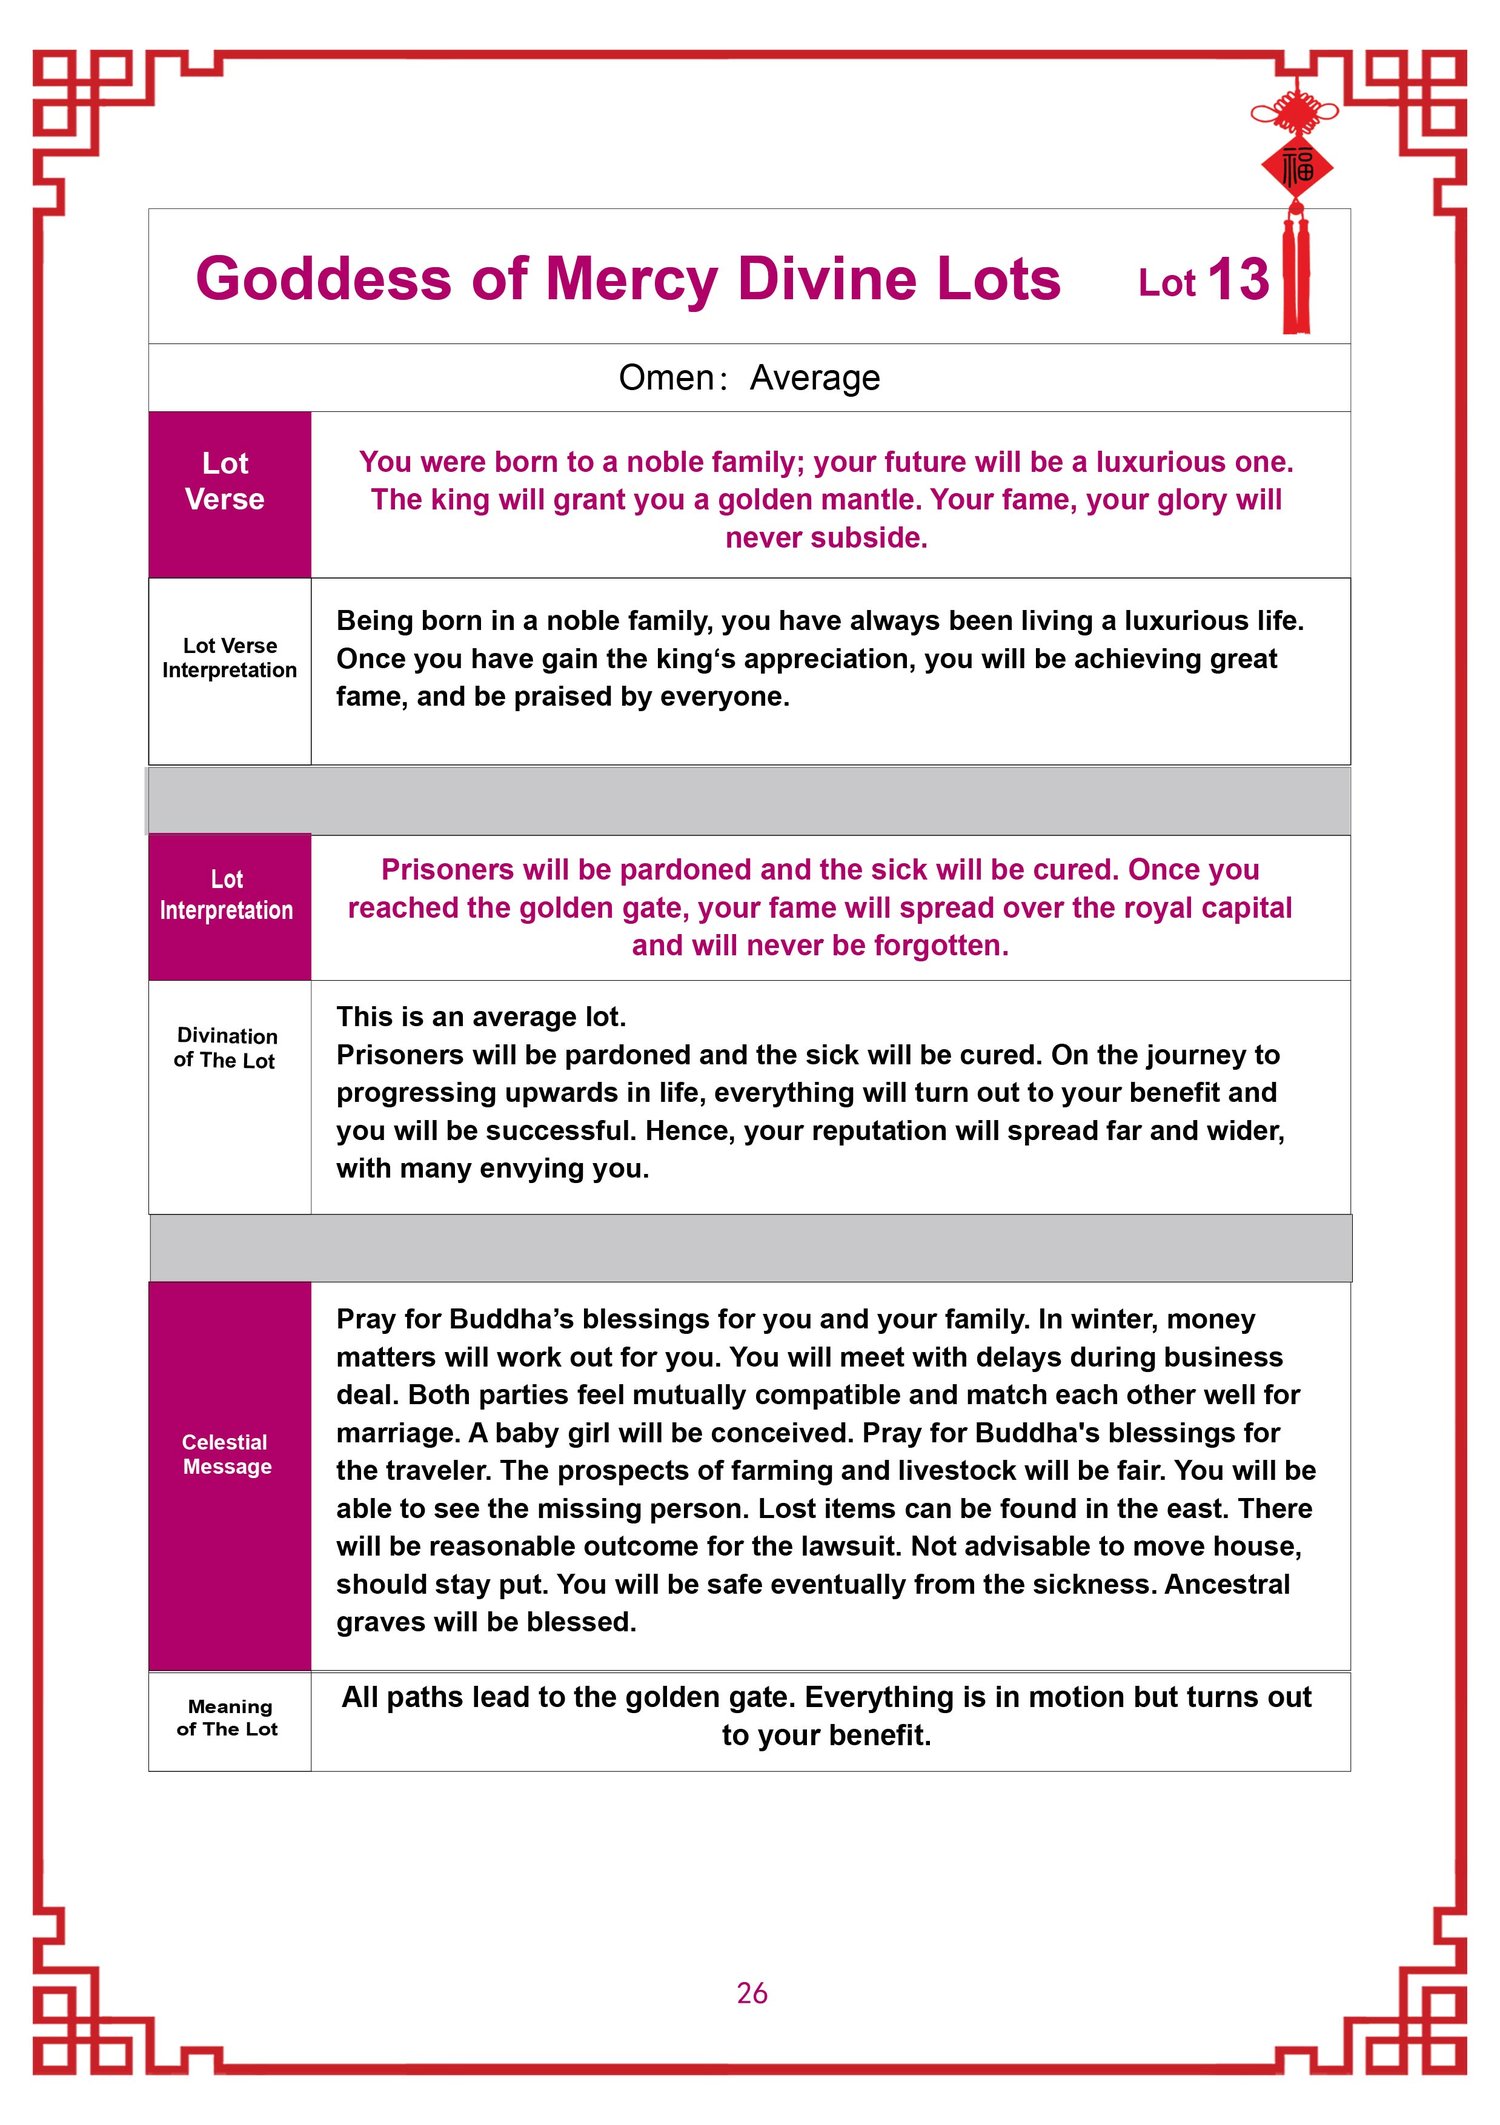 福
Goddess of Mercy Divine Lots Lot 13
Omen： Average
Lot
Verse
You were born to a noble family; your future will be a luxurious one.
The king will grant you a golden mantle. Your fame, your glory will
never subside.
Lot Verse
Interpretation
Being born in a noble family, you have always been living a luxurious life.
Once you have gain the king‘s appreciation, you will be achieving great
fame, and be praised by everyone.
Lot
Interpretation
Prisoners will be pardoned and the sick will be cured. Once you
reached the golden gate, your fame will spread over the royal capital
and will never be forgotten.
Divination
of The Lot
This is an average lot.
Prisoners will be pardoned and the sick will be cured. On the journey to
progressing upwards in life, everything will turn out to your benefit and
you will be successful. Hence, your reputation will spread far and wider,
with many envying you.
Celestial
Message
Pray for Buddha’s blessings for you and your family. In winter, money
matters will work out for you. You will meet with delays during business
deal. Both parties feel mutually compatible and match each other well for
marriage. A baby girl will be conceived. Pray for Buddha's blessings for
the traveler. The prospects of farming and livestock will be fair. You will be
able to see the missing person. Lost items can be found in the east. There
will be reasonable outcome for the lawsuit. Not advisable to move house,
should stay put. You will be safe eventually from the sickness. Ancestral
graves will be blessed.
Meaning
of The Lot
All paths lead to the golden gate. Everything is in motion but turns out
to your benefit.
26